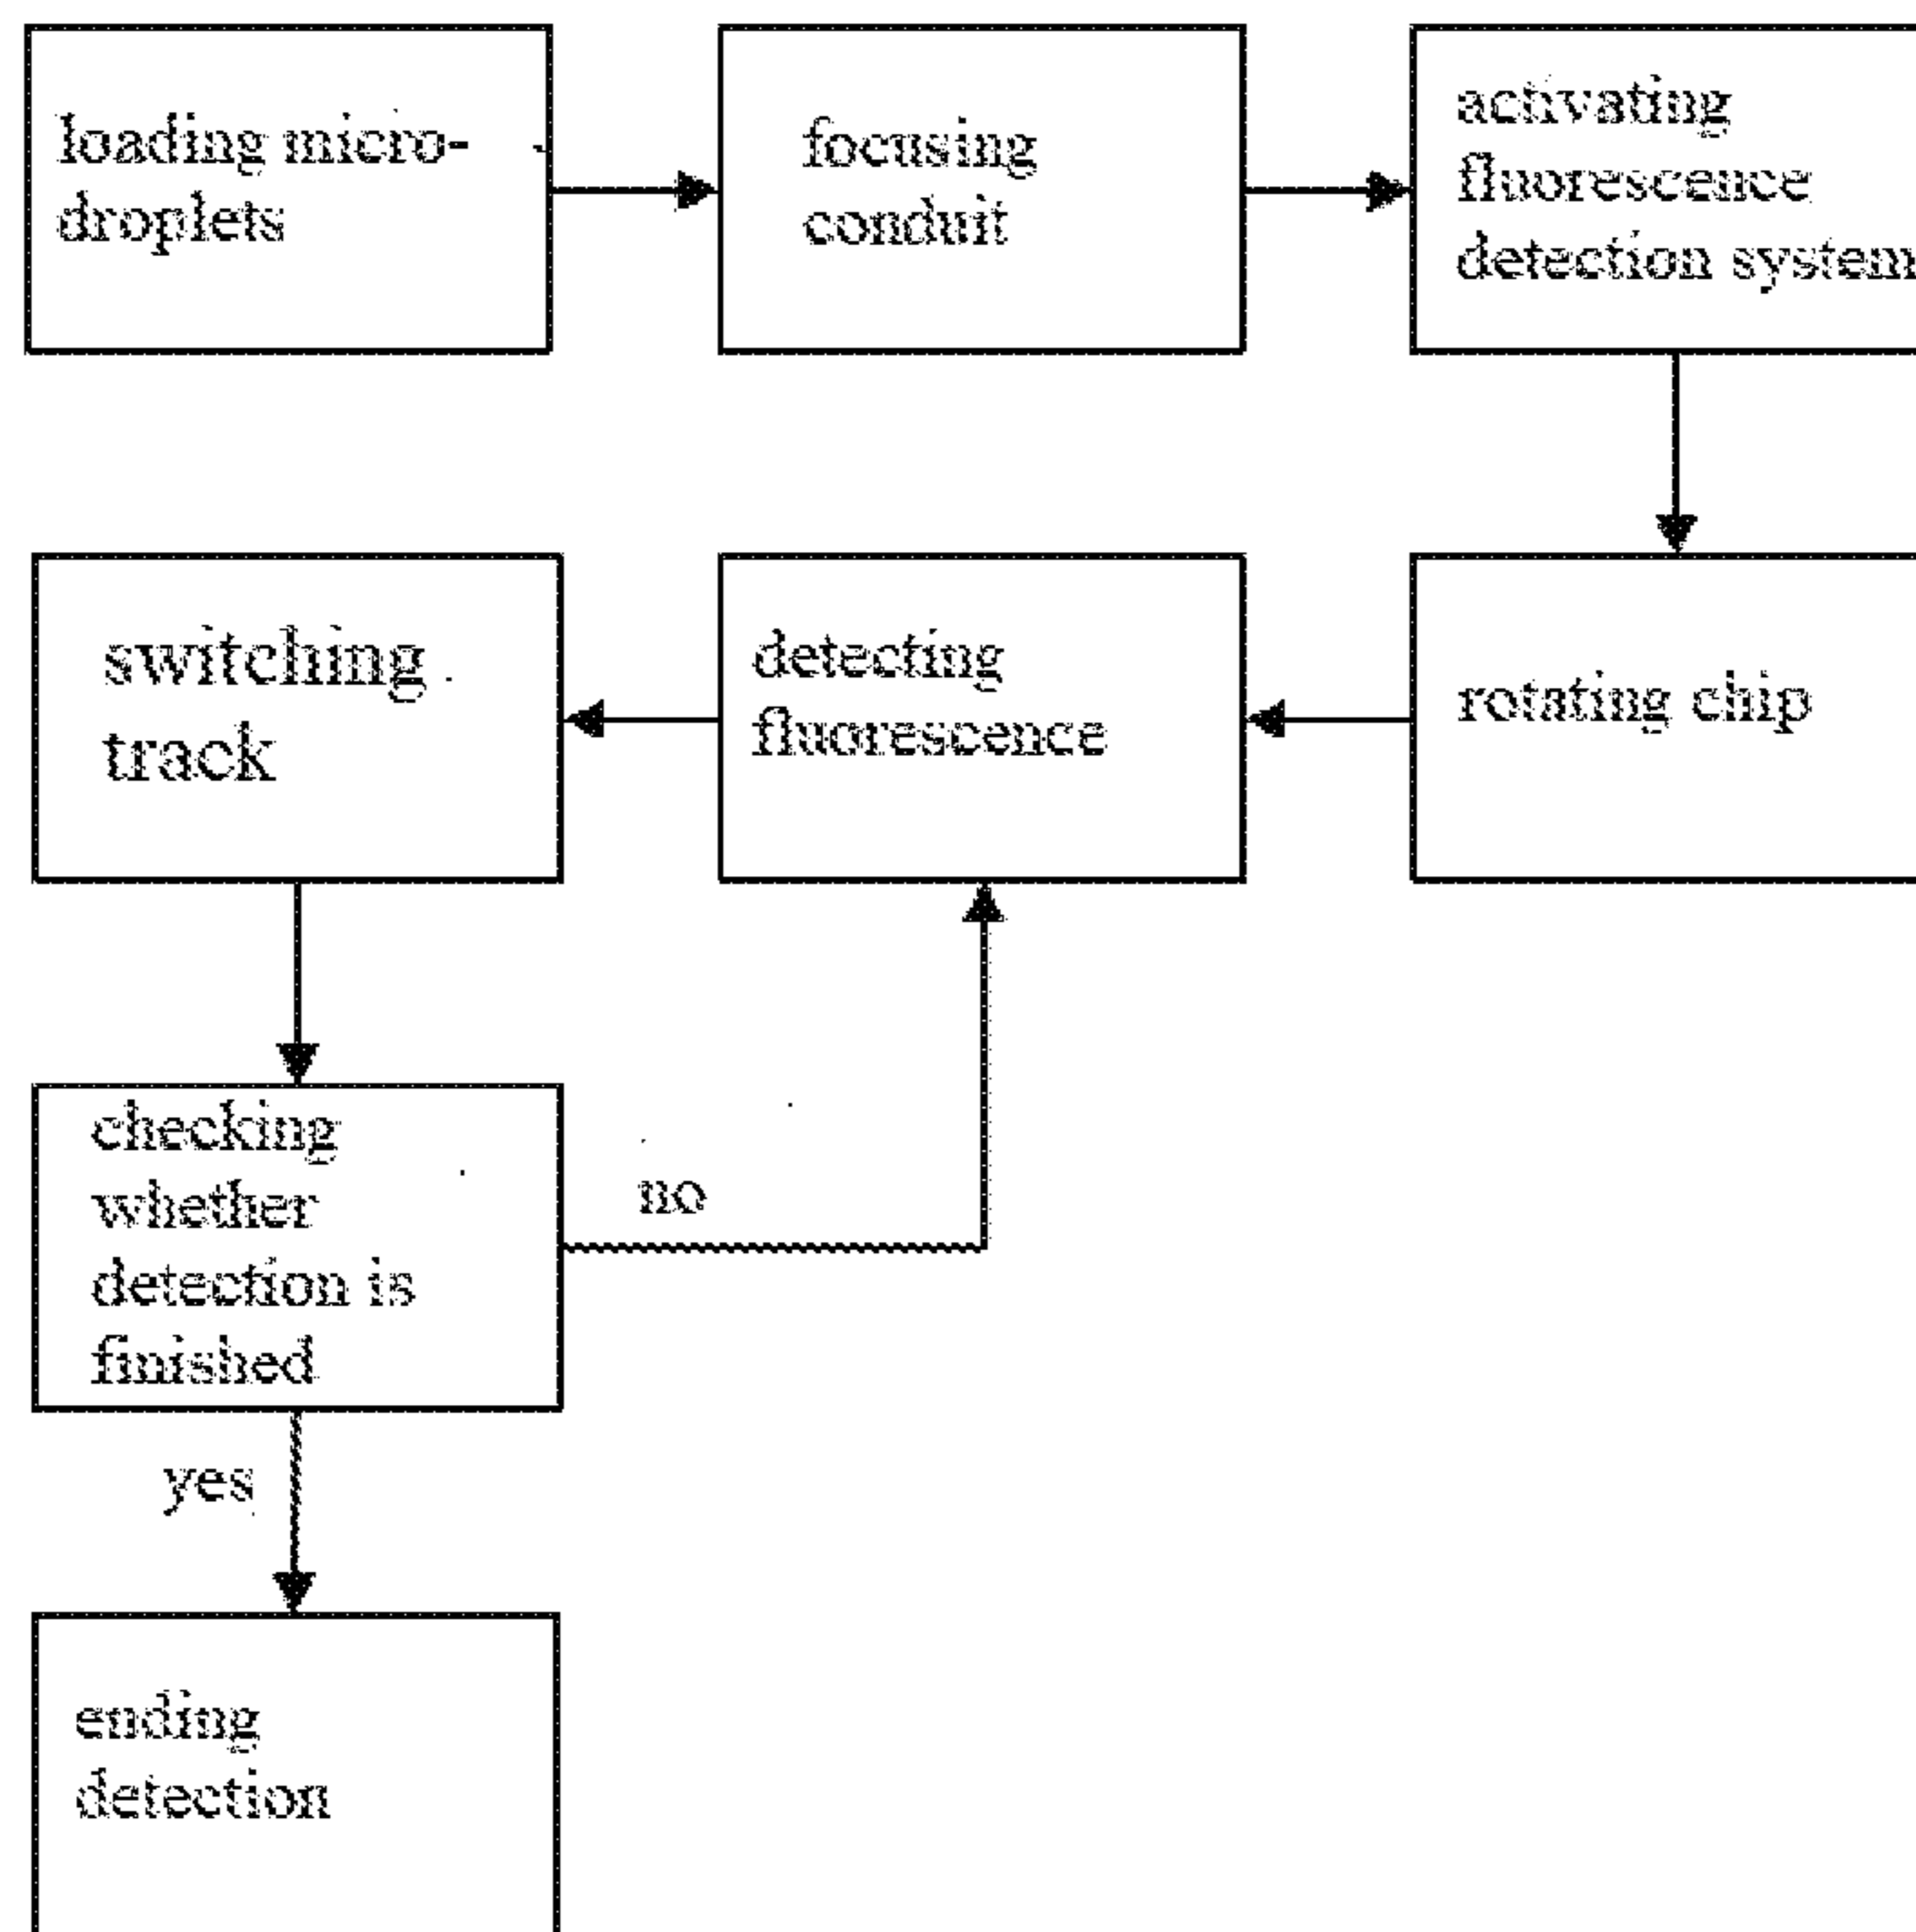 loading micro-
droplets
focusing
conduit
activating
fluorescence
detection system
rotating chip
detecting
fluorescence
switching
track
checking
whether
detection is
finished
no
yes
ending
detection